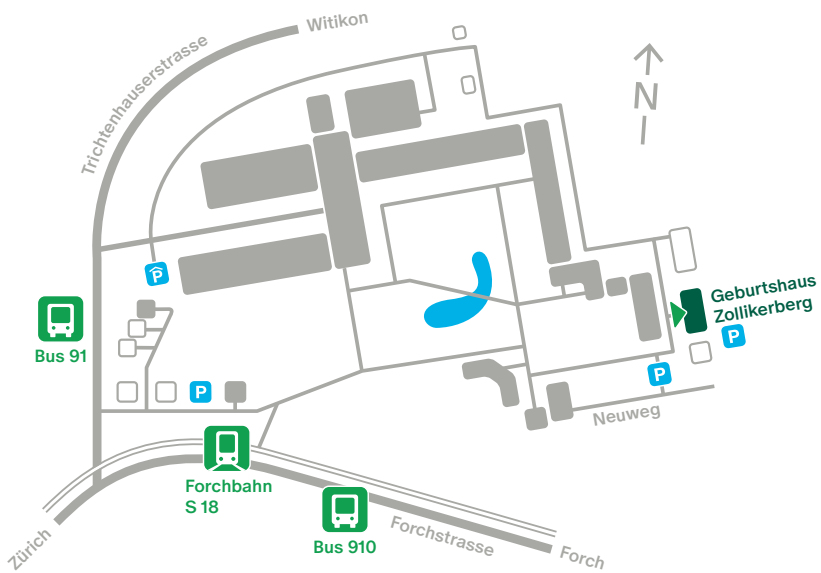 Witikon
Trichtenhauserstrasse
N
P
Geburtshaus
Zollikerberg
P
Bus 91
P
P
Neuweg
Forchbahn
S 18
Bus 910
Forchstrasse
Zürich
Forch